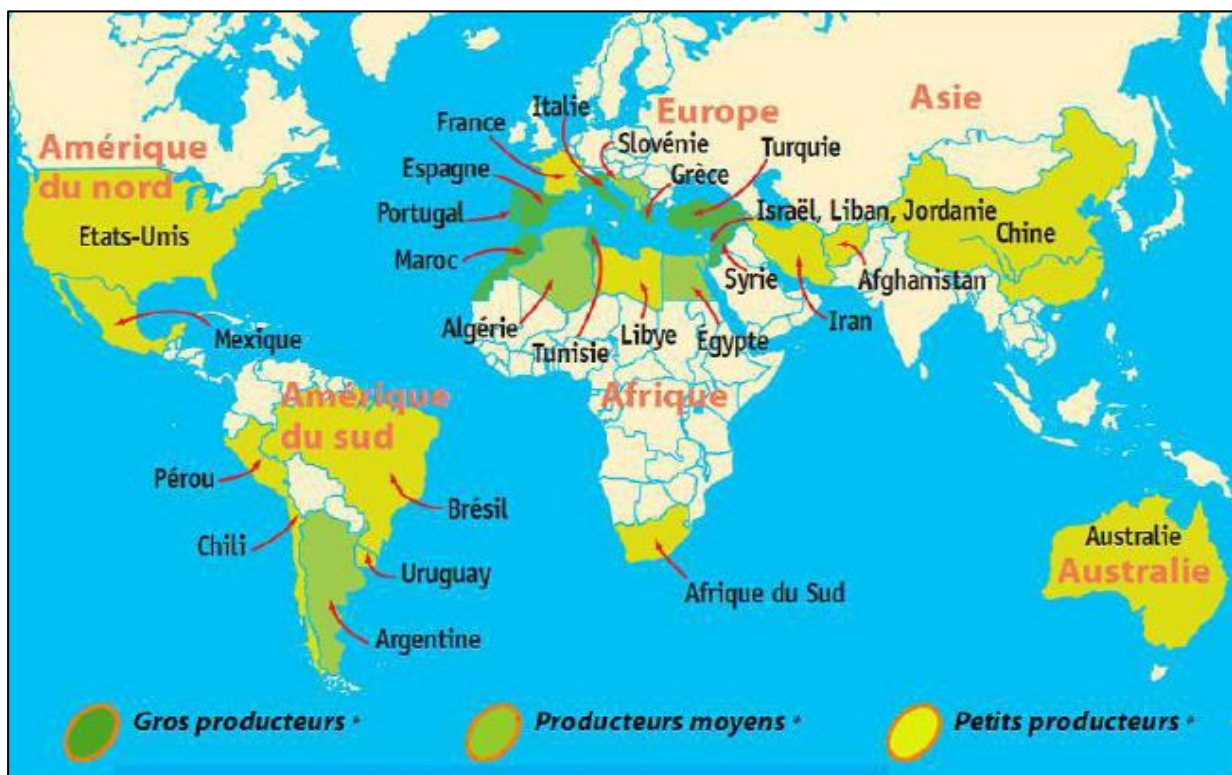 Amérique
du nord
Etats-Unis
Mexique
Amérique
du sud
Pérou
Brésil
Chili
Uruguay
Argentine
Italie
France
Espagne
Portugal
Maroc
Europe
Slovénie
Grèce
Turquie
Asie
Israël, Liban, Jordanie
Syrie
Afghanistan
Iran
Chine
Algérie
Tunisie
Libye
Égypte
Afrique
Afrique du Sud
Australie
Australie
Gros producteurs *
Producteurs moyens *
Petits producteurs *